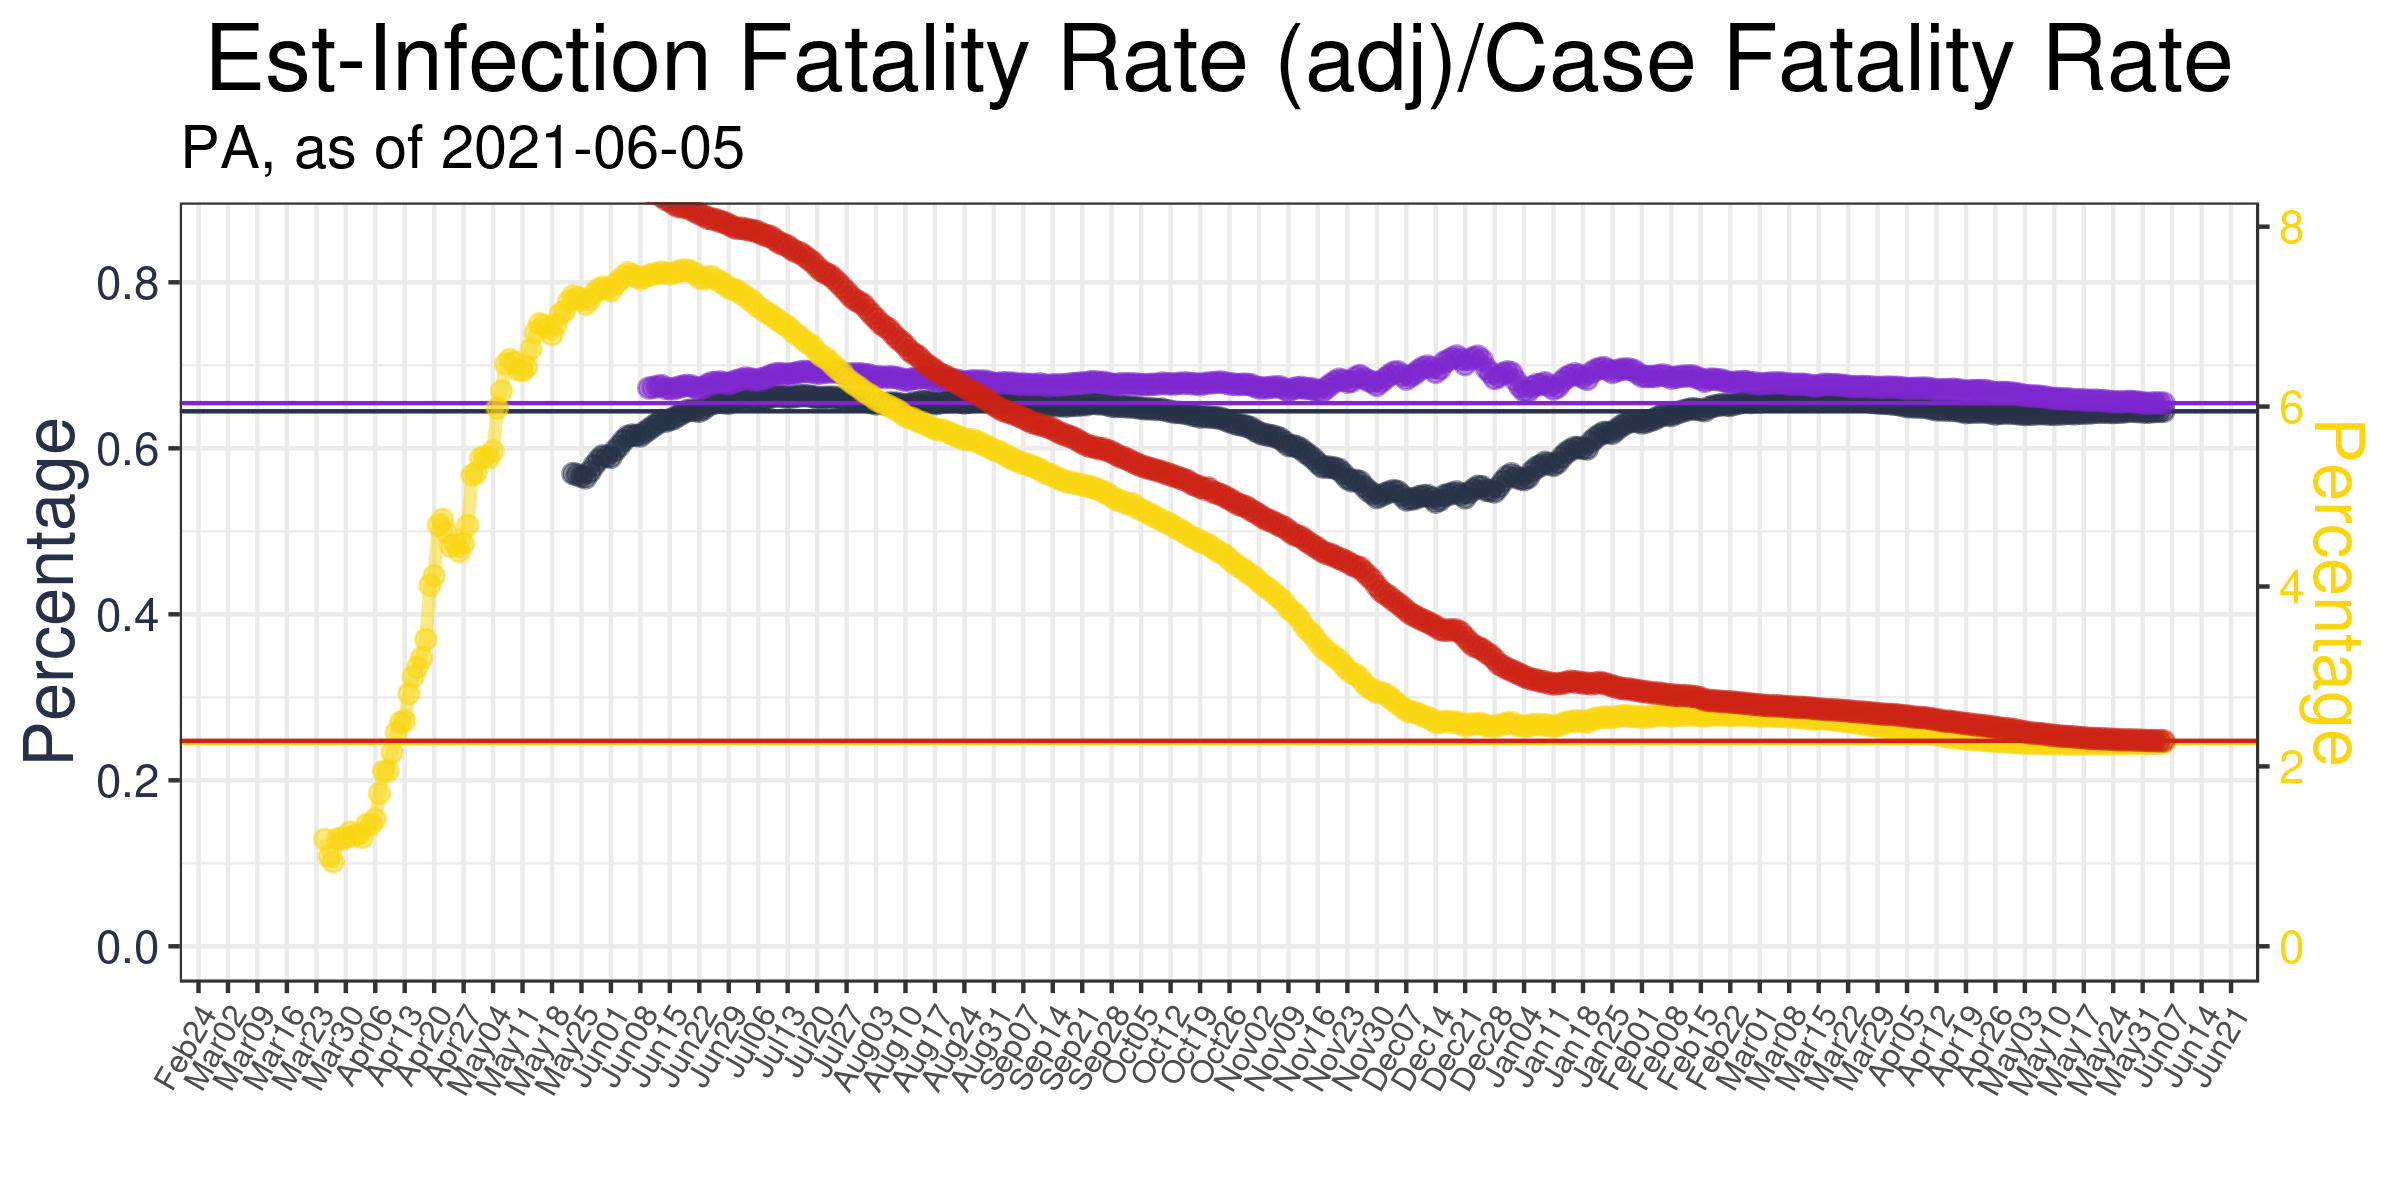 Est-Infection Fatality Rate (adj)/Case Fatality Rate
PA, as of 2021-06-05
Percentage
0.8
0.6
0.4
0.2
0.0
8
6
4
2
0
Percentage
Feb24
Mar02
Mar09
Mar16
Mar23
Mar30
Apr06
Apr13
Apr20
Apr27
May04
May11
May18
May25
Jun01
Jun08
Jun15
Jun22
Jun29
Jul06
Jul13
Jul20
Jul27
Aug03
Aug10
Aug17
Aug24
Aug31
Sep07
Sep14
Sep21
Sep28
Oct05
Oct12
Oct19
Oct26
Nov02
Nov09
Nov16
Nov23
Nov30
Dec07
Dec14
Dec21
Dec28
Jan04
Jan11
Jan18
Jan25
Feb01
Feb08
Feb15
Feb22
Mar01
Mar08
Mar15
Mar22
Mar29
Apr05
Apr12
Apr19
Apr26
May03
May10
May17
May24
May31
Jun07
Jun14
Jun21